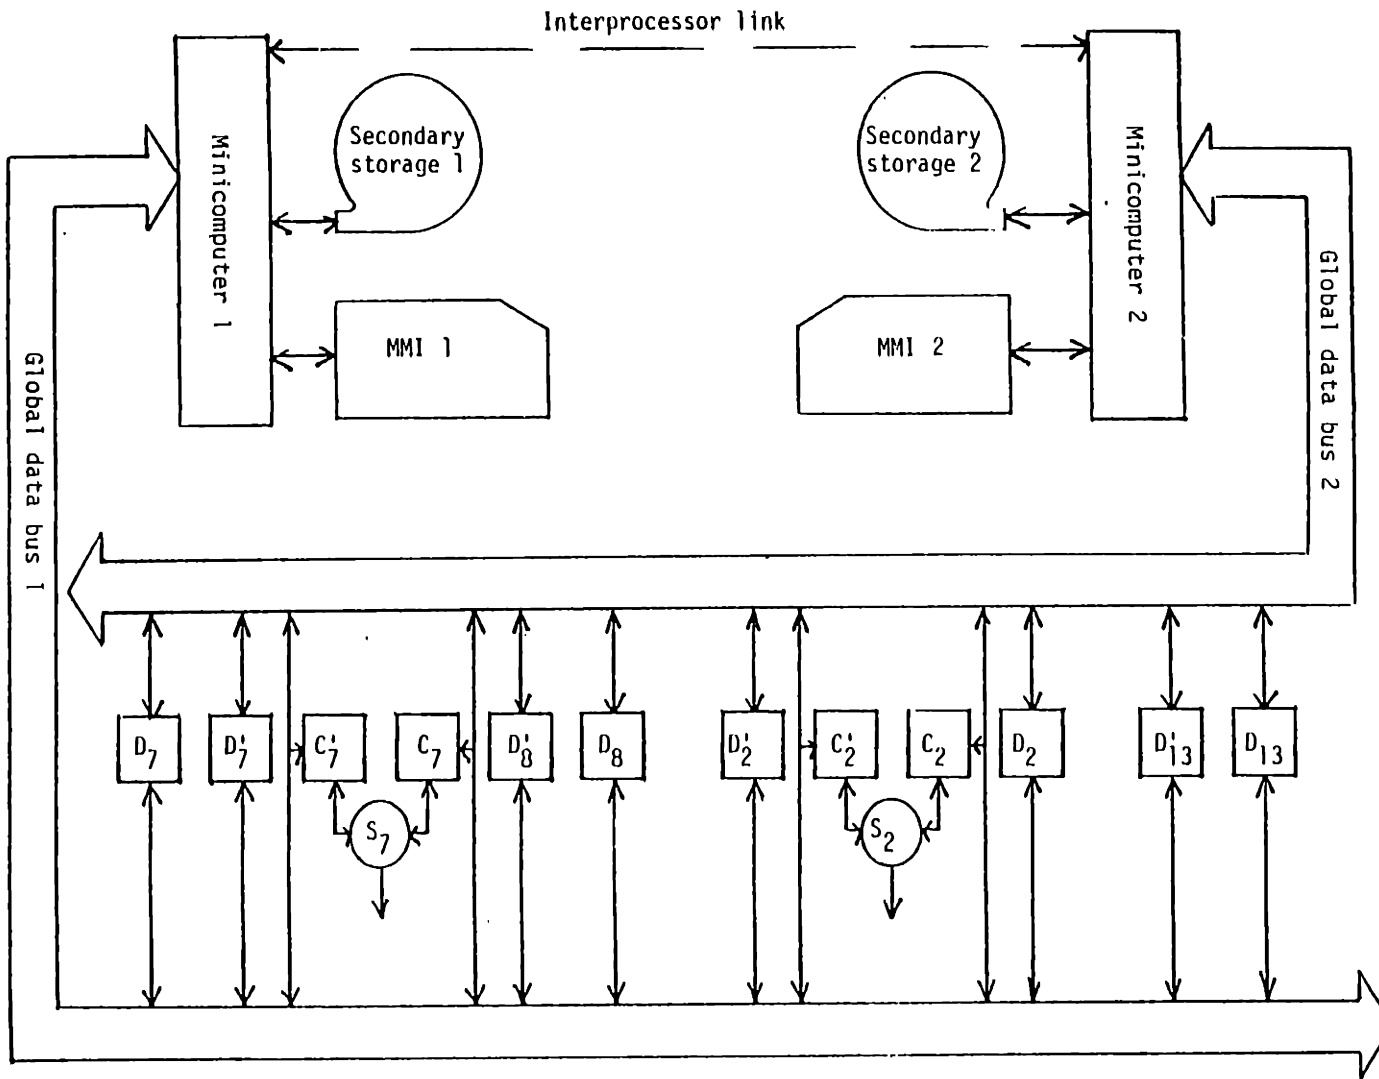 Interprocessor link
Minicomputer 1
Secondary
storage 1
Secondary
storage 2
Minicomputer 2
MMI 1
MMI 2
Global data bus 1
Global data bus 2
D7
D'7
C'7
C7
D'8
D8
D'2
C'2
C2
D2
D'13
D13
S7
S2